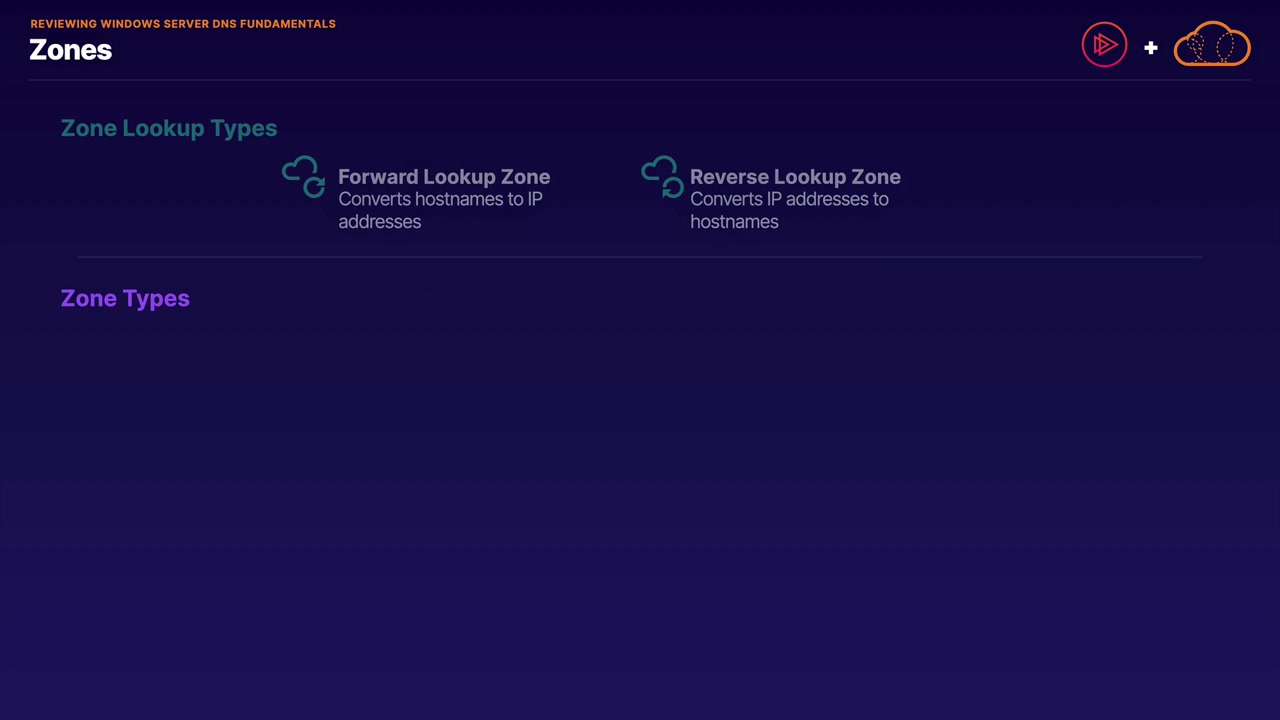 REVIEWING WINDOWS SERVER DNS FUNDAMENTALS
Zones
+
Zone Lookup Types
Forward Lookup Zone
Converts hostnames to IP
addresses
Reverse Lookup Zone
Converts IP addresses to
hostnames
Zone Types